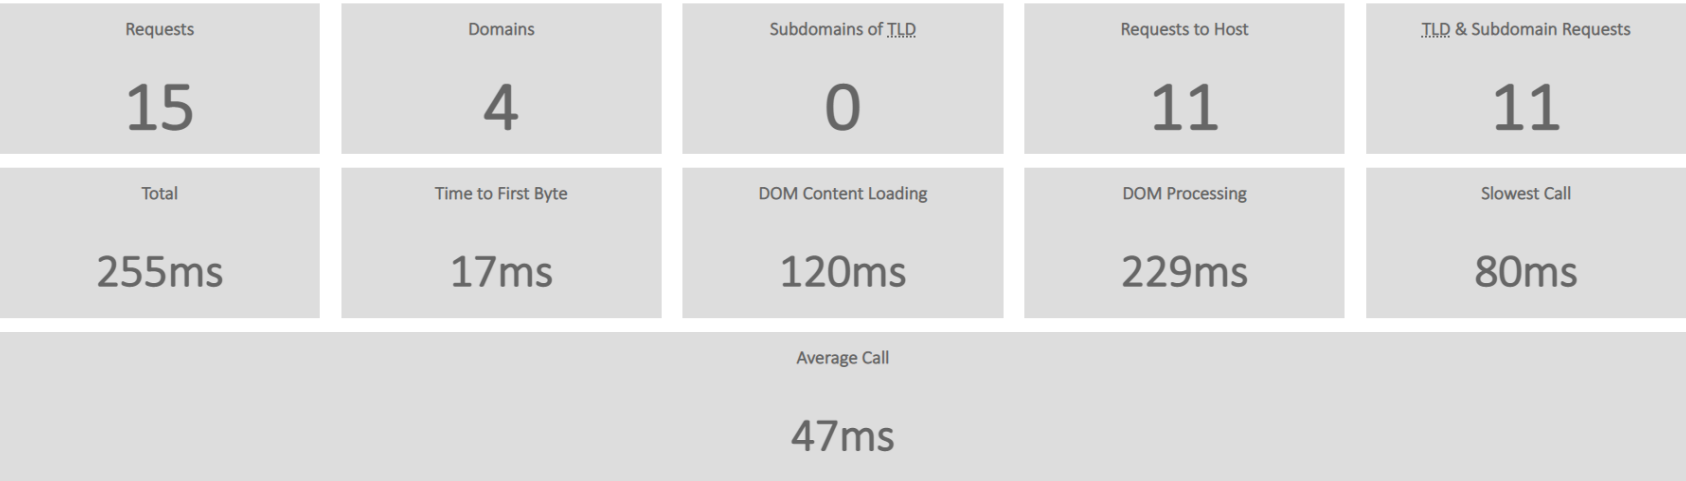 Requests
Domains
Subdomains of TLD
Requests to Host
TLD & Subdomain Requests
15
4
0
11
11
Total
Time to First Byte
DOM Content Loading
DOM Processing
Slowest Call
255ms
17ms
120ms
229ms
80ms
Average Call
47ms